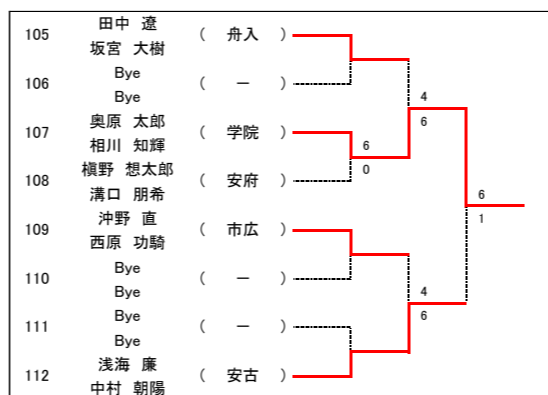 田中 遼
105 ( 舟入 )
坂宮 大樹
Bye
106 ( － )
Bye
4
6
奥原 太郎
107 ( 学院 )
相川 知輝
6
0
槇野 想太郎
108 ( 安府 )
溝口 朋希
6
1
沖野 直
109 ( 市広 )
西原 功騎
Bye
110 ( － )
Bye
4
6
Bye
111 ( － )
Bye
浅海 廉
112 ( 安古 )
中村 朝陽